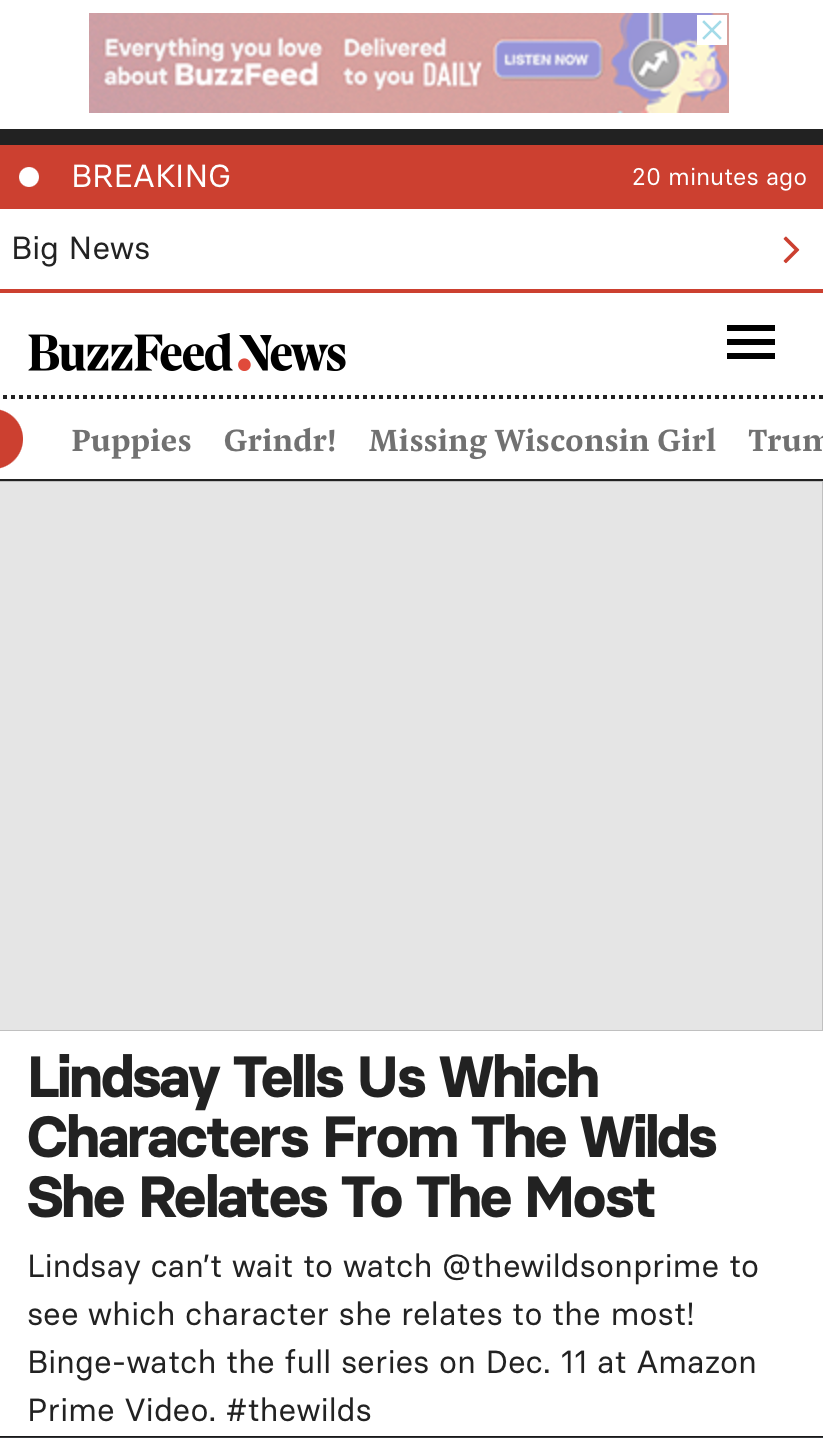 Everything you love Delivered
about BuzzFeed to you DAILY
LISTEN NOW
BREAKING 20 minutes ago
Big News
BuzzFeed News
Puppies Grindr! Missing Wisconsin Girl
Lindsay Tells Us Which
Characters From The Wilds
She Relates To The Most
Lindsay can’t wait to watch @thewildsonprime to
see which character she relates to the most!
Binge-watch the full series on Dec. 11 at Amazon
Prime Video. #thewilds